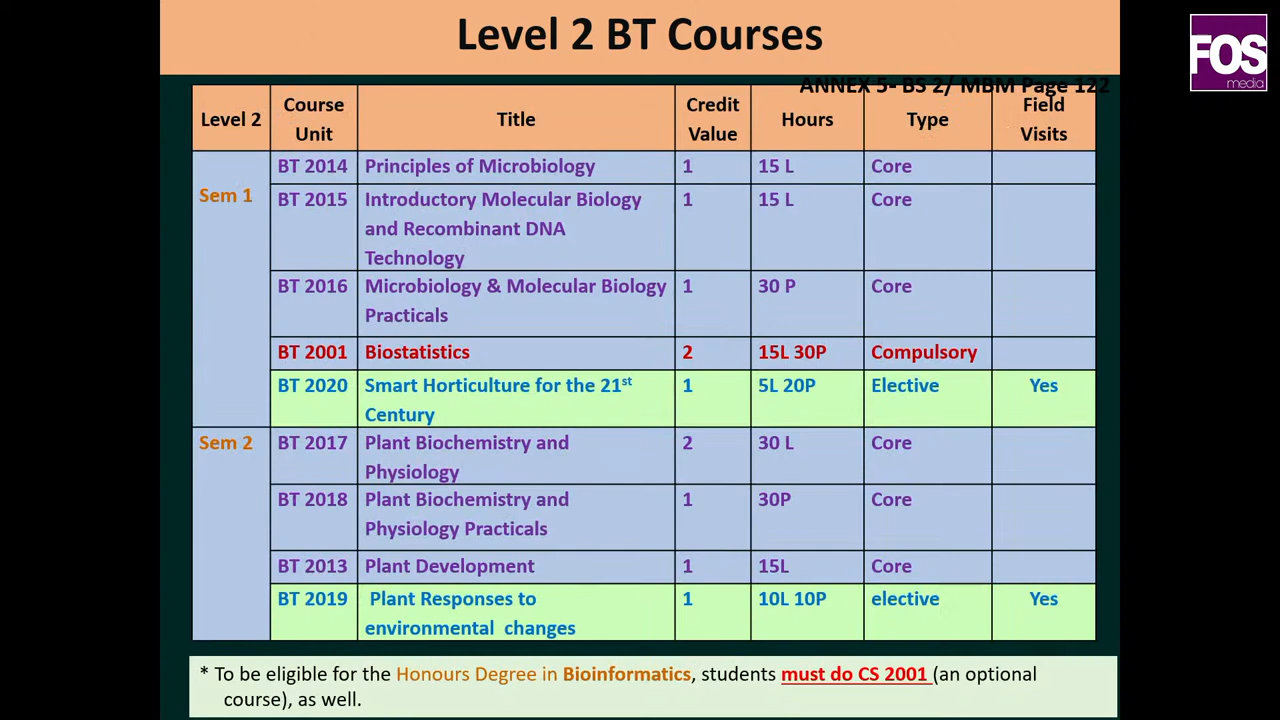 Level 2 BT Courses
FOS
media
ANNEX 5- BS 2/ MBM Page 122
Level 2 Course Unit Title Credit Value Hours Type Field Visits
Sem 1
BT 2014 Principles of Microbiology 1 15 L Core
BT 2015 Introductory Molecular Biology 1 15 L Core
and Recombinant DNA
Technology
BT 2016 Microbiology & Molecular Biology 1 30 P Core
Practicals
BT 2001 Biostatistics 2 15L 30P Compulsory
BT 2020 Smart Horticulture for the 21st 1 5L 20P Elective Yes
Century
Sem 2 BT 2017 Plant Biochemistry and 2 30 L Core
Physiology
BT 2018 Plant Biochemistry and 1 30P Core
Physiology Practicals
BT 2013 Plant Development 1 15L Core
BT 2019 Plant Responses to 1 10L 10P elective Yes
environmental changes
* To be eligible for the Honours Degree in Bioinformatics, students must do CS 2001 (an optional
course), as well.